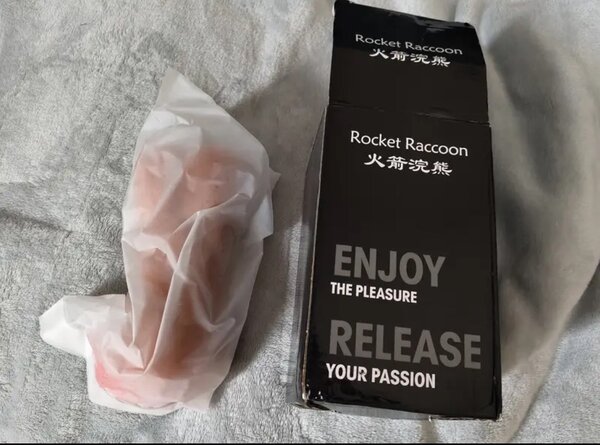 Rocket Raccoon
火箭浣熊
Rocket Raccoon
火箭浣熊
ENJOY
THE PLEASURE
RELEASE
YOUR PASSION